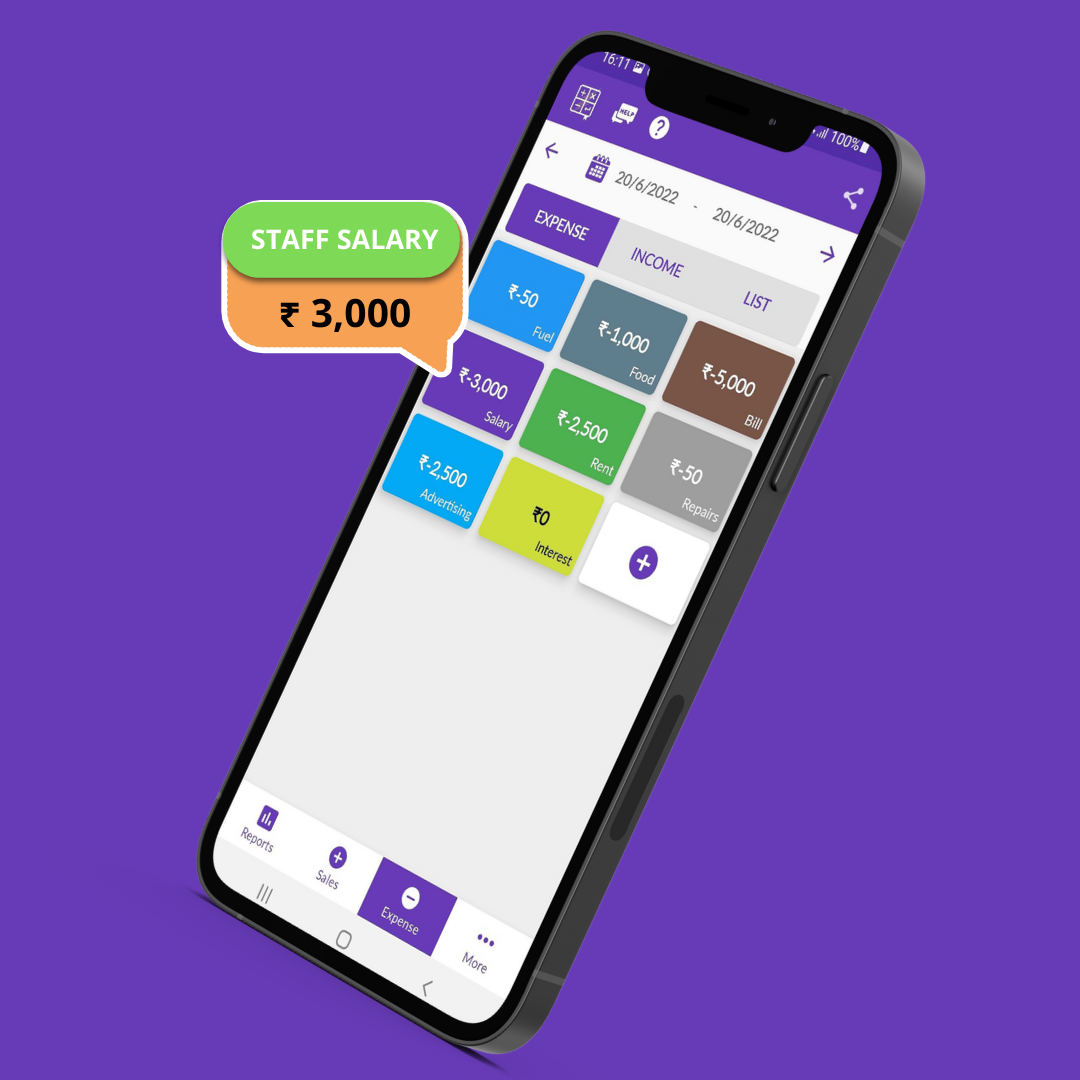 16:11
100%
HELP
?
20/6/2022 - 20/6/2022
EXPENSE
INCOME
LIST
STAFF SALARY
₹ 3,000
₹-50
Fuel
₹-1,000
Food
₹-5,000
Bill
₹-3,000
Salary
₹-2,500
Rent
₹-50
Repairs
₹-2,500
Advertising
₹0
Interest
Reports
Sales
Expense
More